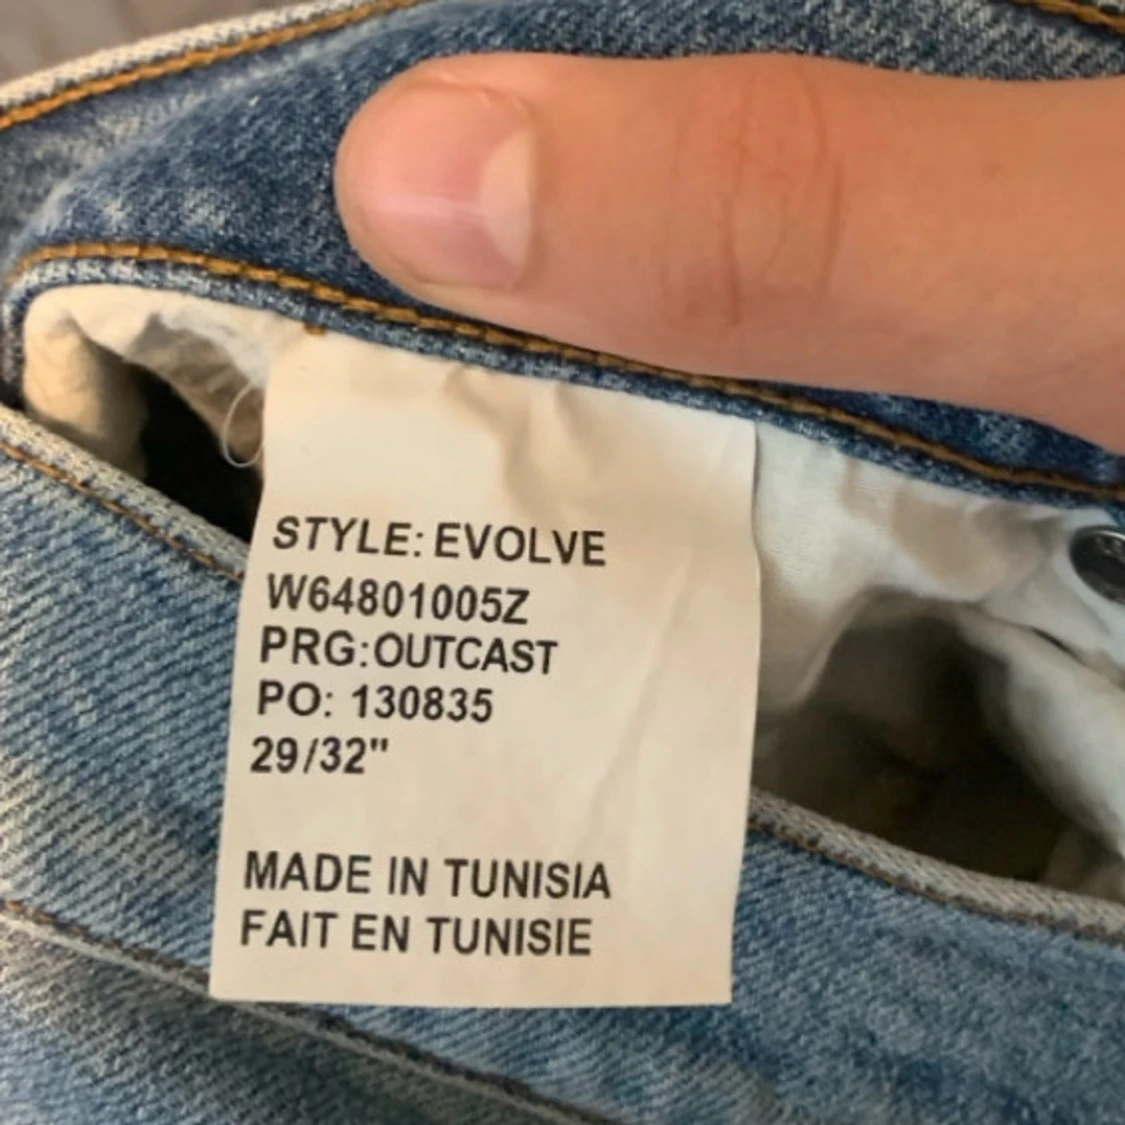 STYLE: EVOLVE
W64801005Z
PRG:OUTCAST
PO: 130835
29/32"
MADE IN TUNISIA
FAIT EN TUNISIE